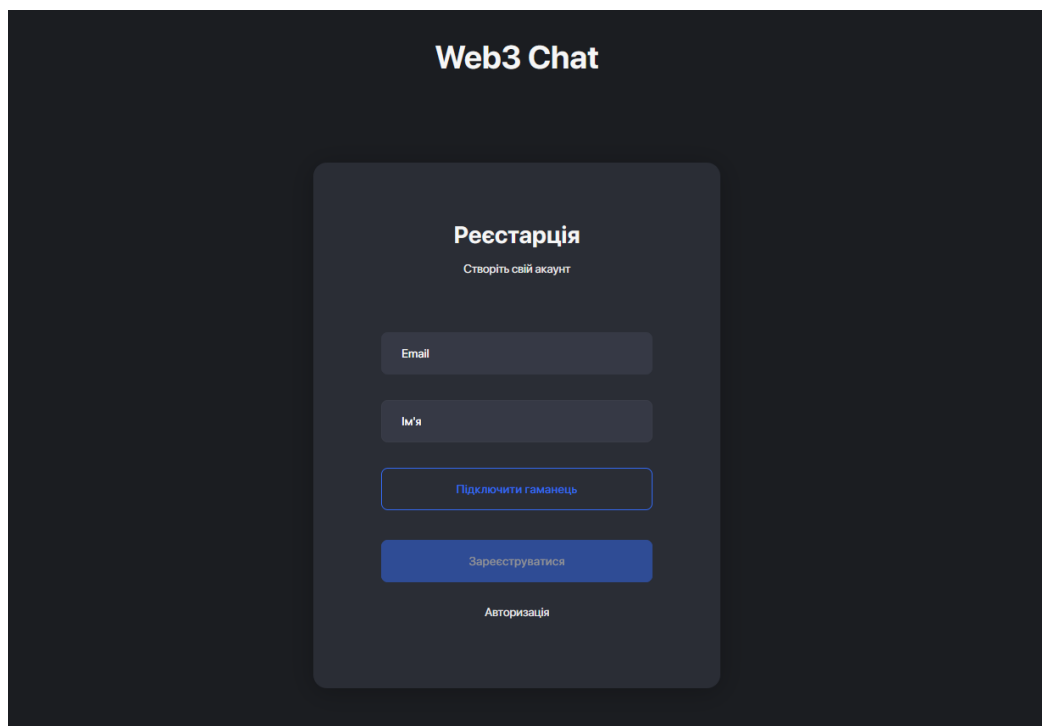 Web3 Chat
Реєстарція
Створіть свій акаунт
Email
Ім'я
Підключити гаманець
Зареєструватися
Авторизація